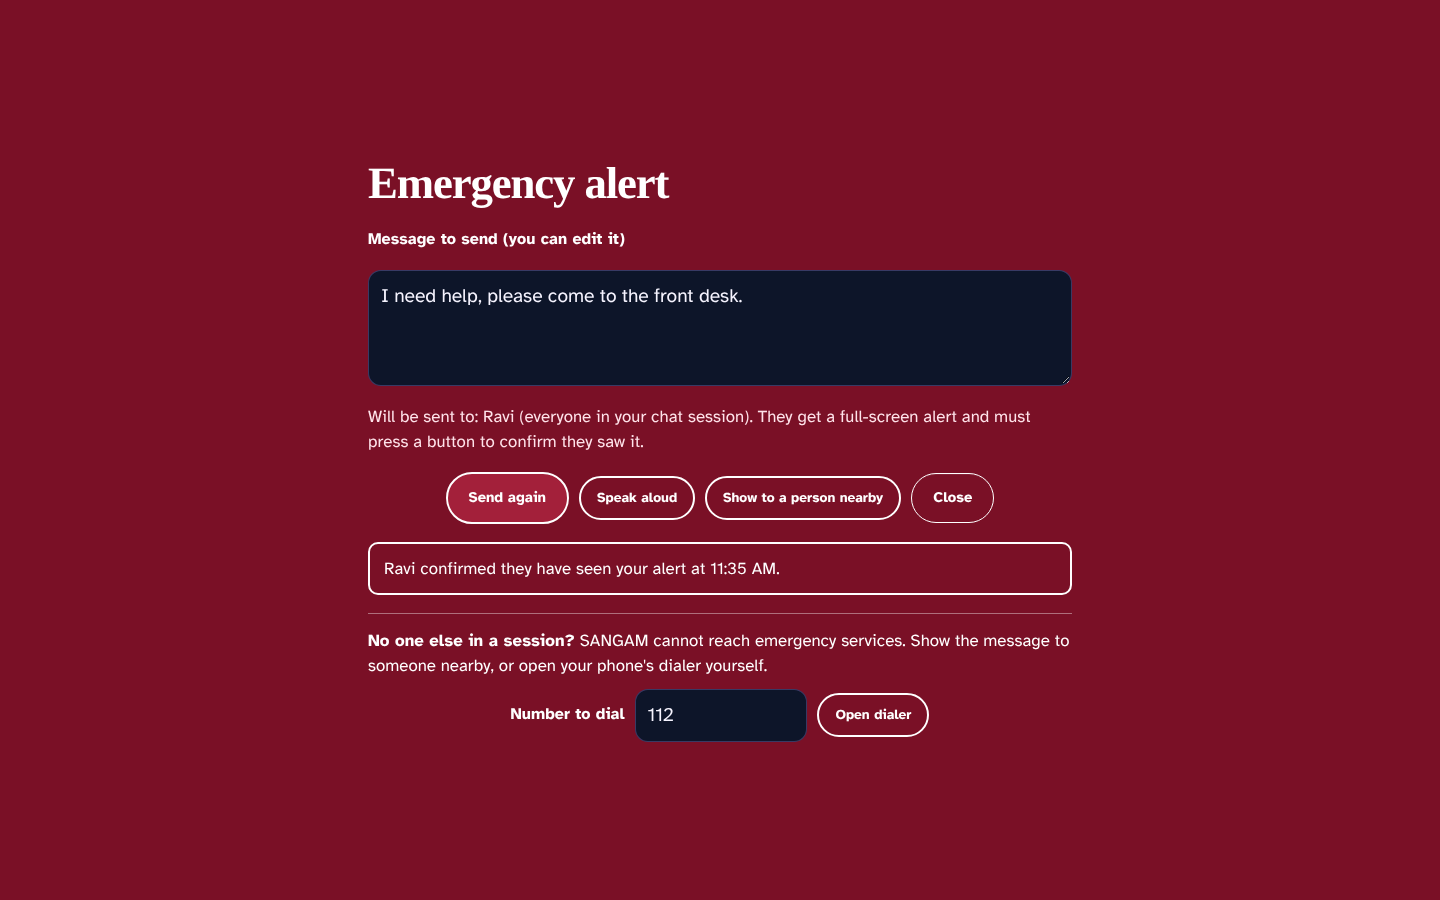 Emergency alert
Message to send (you can edit it)
I need help, please come to the front desk.
Will be sent to: Ravi (everyone in your chat session). They get a full-screen alert and must
press a button to confirm they saw it.
Send again Speak aloud Show to a person nearby Close
Ravi confirmed they have seen your alert at 11:35 AM.
No one else in a session? SANGAM cannot reach emergency services. Show the message to
someone nearby, or open your phone's dialer yourself.
Number to dial 112 Open dialer